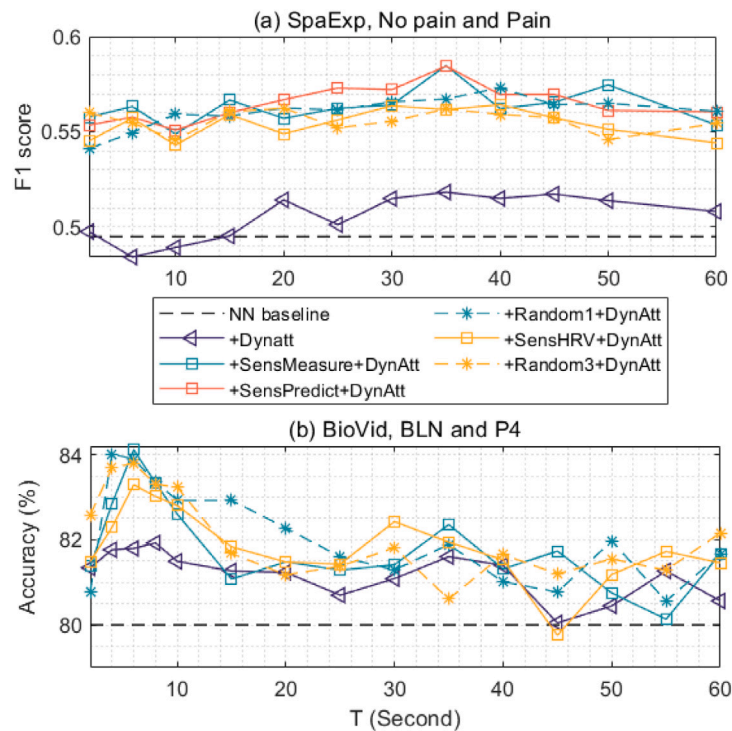 (a) SpaExp, No pain and Pain
0.6
0.55
0.5
F1 score
10 20 30 40 50 60
NN baseline
+Dynatt
+SensMeasure+DynAtt
+SensPredict+DynAtt
+Random1+DynAtt
+SensHRV+DynAtt
+Random3+DynAtt
(b) BioVid, BLN and P4
84
82
80
Accuracy (%)
10 20 30 40 50 60
T (Second)